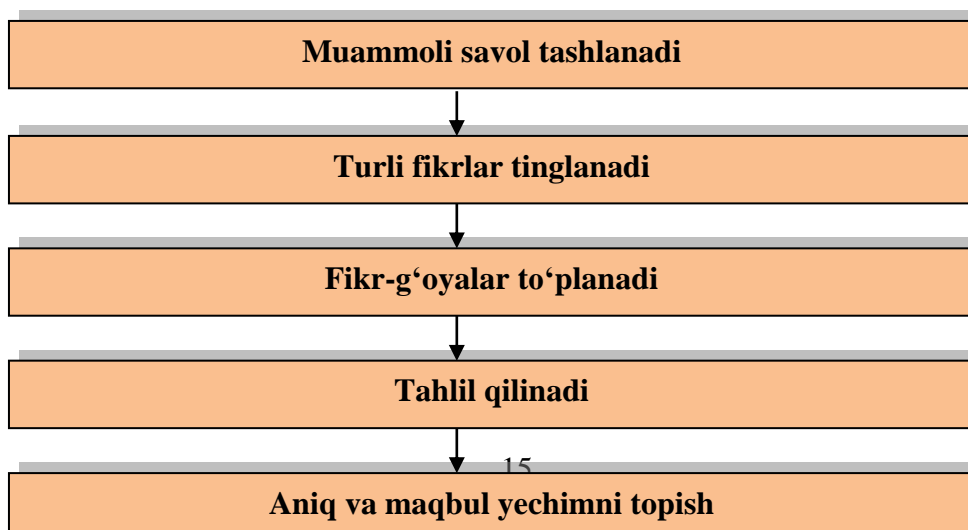 Muammoli savol tashlanadi
Turli fikrlar tinglanadi
Fikr-g‘oyalar to‘planadi
Tahlil qilinadi
15
Aniq va maqbul yechimni topish